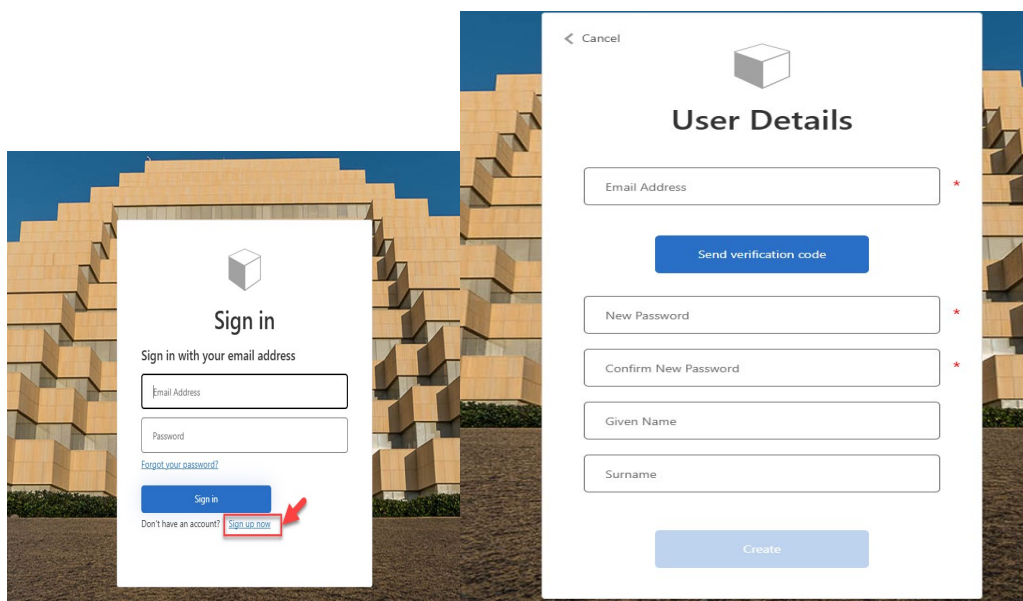 Sign in
Sign in with your email address
Email Address
Password
Forgot your password?
Sign in
Don't have an account? Sign up now
Cancel
User Details
Email Address *
Send verification code
New Password *
Confirm New Password *
Given Name
Surname
Create